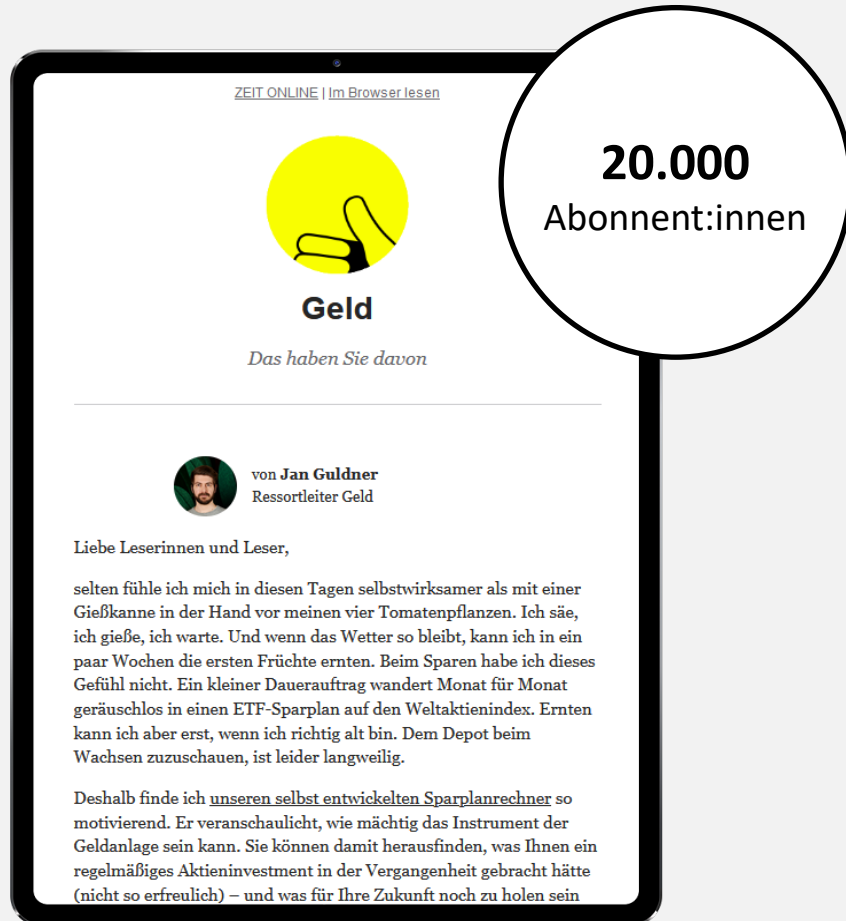 ZEIT ONLINE | Im Browser lesen
20.000
Abonnent:innen
Geld
Das haben Sie davon
von Jan Guldner
Ressortleiter Geld
Liebe Leserinnen und Leser,
selten fühle ich mich in diesen Tagen selbstwirksamer als mit einer
Gießkanne in der Hand vor meinen vier Tomatenpflanzen. Ich säe,
ich gieße, ich warte. Und wenn das Wetter so bleibt, kann ich in ein
paar Wochen die ersten Früchte ernten. Beim Sparen habe ich dieses
Gefühl nicht. Ein kleiner Dauerauftrag wandert Monat für Monat
geräuschlos in einen ETF-Sparplan auf den Weltaktienindex. Ernten
kann ich aber erst, wenn ich richtig alt bin. Dem Depot beim
Wachsen zuzuschauen, ist leider langweilig.
Deshalb finde ich unseren selbst entwickelten Sparplanrechner so
motivierend. Er veranschaulicht, wie mächtig das Instrument der
Geldanlage sein kann. Sie können damit herausfinden, was Ihnen ein
regelmäßiges Aktieninvestment in der Vergangenheit gebracht hätte
(nicht so erfreulich) – und was für Ihre Zukunft noch zu holen sein